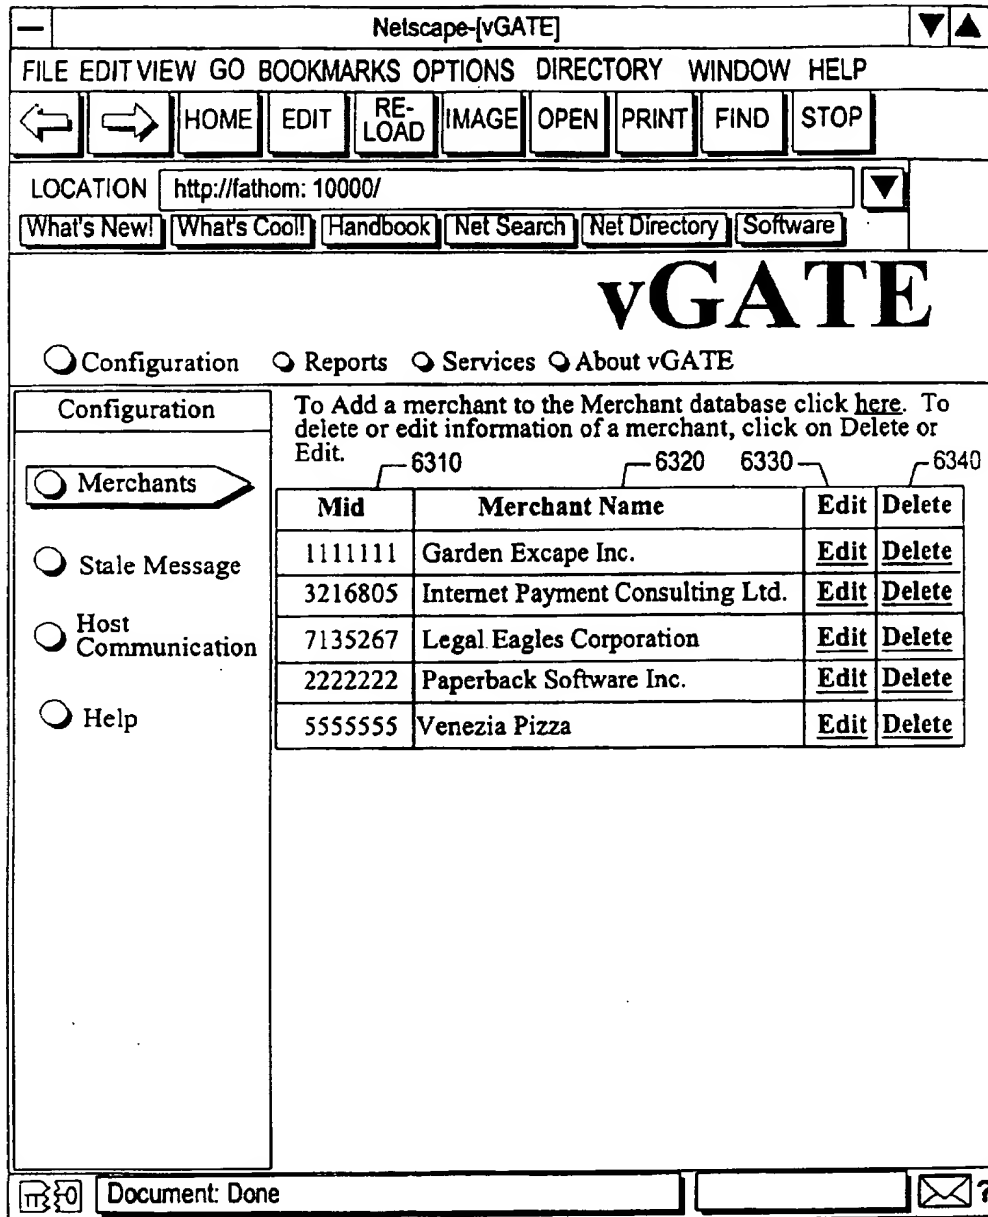 Netscape-[vGATE]
FILE EDIT VIEW GO BOOKMARKS OPTIONS DIRECTORY WINDOW HELP
HOME EDIT RE-LOAD IMAGE OPEN PRINT FIND STOP
LOCATION http://fathom: 10000/
What's New! What's Cool! Handbook Net Search Net Directory Software
vGATE
Configuration Reports Services About vGATE
Configuration
Merchants
Stale Message
Host
Communication
Help
To Add a merchant to the Merchant database click here. To
delete or edit information of a merchant, click on Delete or
Edit.
6310 6320 6330 6340
Mid Merchant Name Edit Delete
1111111 Garden Excape Inc. Edit Delete
3216805 Internet Payment Consulting Ltd. Edit Delete
7135267 Legal Eagles Corporation Edit Delete
2222222 Paperback Software Inc. Edit Delete
5555555 Venezia Pizza Edit Delete
Document: Done ?